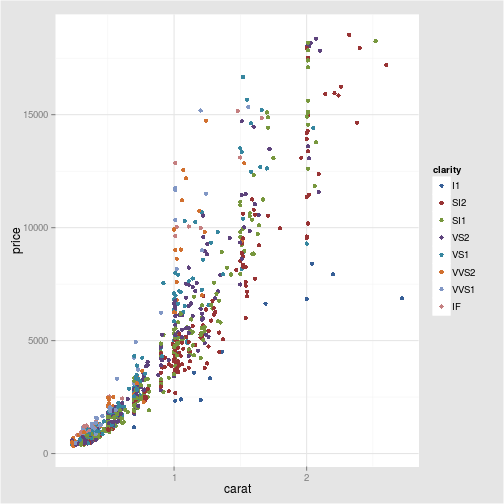 15000
10000
5000
0
price
1
2
carat
clarity
I1
SI2
SI1
VS2
VS1
VVS2
VVS1
IF